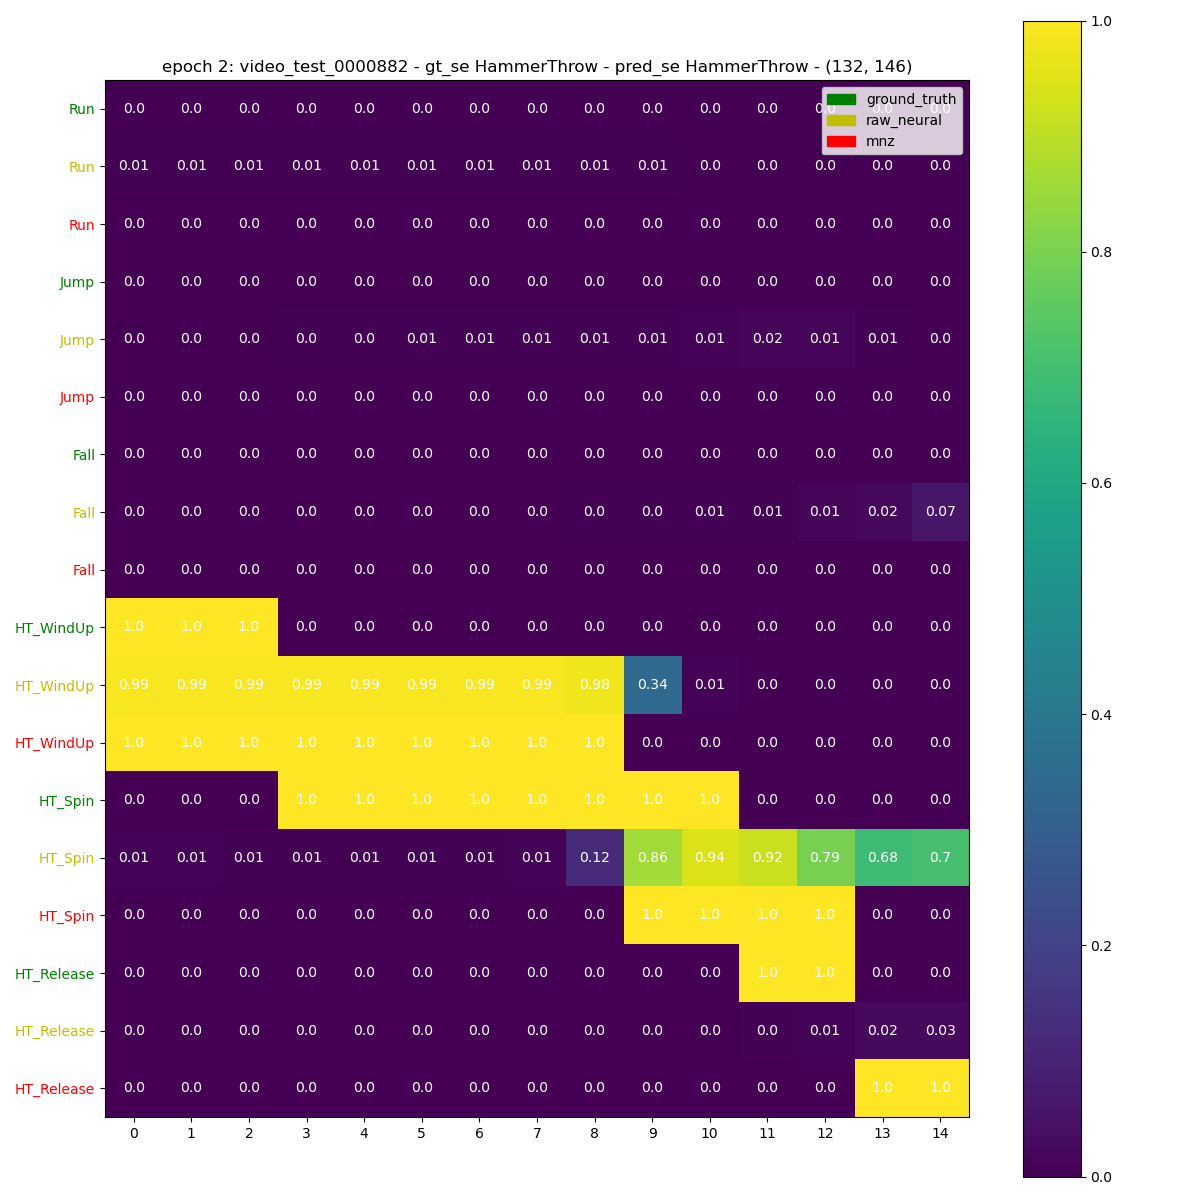 epoch 2: video_test_0000882 - gt_se HammerThrow - pred_se HammerThrow - (132, 146)
ground_truth
raw_neural
mnz
Run 0.0 0.0 0.0 0.0 0.0 0.0 0.0 0.0 0.0 0.0 0.0 0.0 0.0 0.0 0.0
Run 0.01 0.01 0.01 0.01 0.01 0.01 0.01 0.01 0.01 0.01 0.0 0.0 0.0 0.0 0.0
Run 0.0 0.0 0.0 0.0 0.0 0.0 0.0 0.0 0.0 0.0 0.0 0.0 0.0 0.0 0.0
Jump 0.0 0.0 0.0 0.0 0.0 0.0 0.0 0.0 0.0 0.0 0.0 0.0 0.0 0.0 0.0
Jump 0.0 0.0 0.0 0.0 0.0 0.01 0.01 0.01 0.01 0.01 0.01 0.02 0.01 0.01 0.0
Jump 0.0 0.0 0.0 0.0 0.0 0.0 0.0 0.0 0.0 0.0 0.0 0.0 0.0 0.0 0.0
Fall 0.0 0.0 0.0 0.0 0.0 0.0 0.0 0.0 0.0 0.0 0.0 0.0 0.0 0.0 0.0
Fall 0.0 0.0 0.0 0.0 0.0 0.0 0.0 0.0 0.0 0.0 0.01 0.01 0.01 0.02 0.07
Fall 0.0 0.0 0.0 0.0 0.0 0.0 0.0 0.0 0.0 0.0 0.0 0.0 0.0 0.0 0.0
HT_WindUp 1.0 1.0 1.0 0.0 0.0 0.0 0.0 0.0 0.0 0.0 0.0 0.0 0.0 0.0 0.0
HT_WindUp 0.99 0.99 0.99 0.99 0.99 0.99 0.99 0.99 0.98 0.34 0.01 0.0 0.0 0.0 0.0
HT_WindUp 1.0 1.0 1.0 1.0 1.0 1.0 1.0 1.0 1.0 0.0 0.0 0.0 0.0 0.0 0.0
HT_Spin 0.0 0.0 0.0 1.0 1.0 1.0 1.0 1.0 1.0 1.0 1.0 0.0 0.0 0.0 0.0
HT_Spin 0.01 0.01 0.01 0.01 0.01 0.01 0.01 0.01 0.12 0.86 0.94 0.92 0.79 0.68 0.7
HT_Spin 0.0 0.0 0.0 0.0 0.0 0.0 0.0 0.0 0.0 1.0 1.0 1.0 1.0 0.0 0.0
HT_Release 0.0 0.0 0.0 0.0 0.0 0.0 0.0 0.0 0.0 0.0 0.0 1.0 1.0 0.0 0.0
HT_Release 0.0 0.0 0.0 0.0 0.0 0.0 0.0 0.0 0.0 0.0 0.0 0.0 0.01 0.02 0.03
HT_Release 0.0 0.0 0.0 0.0 0.0 0.0 0.0 0.0 0.0 0.0 0.0 0.0 0.0 1.0 1.0
0 1 2 3 4 5 6 7 8 9 10 11 12 13 14
1.0
0.8
0.6
0.4
0.2
0.0